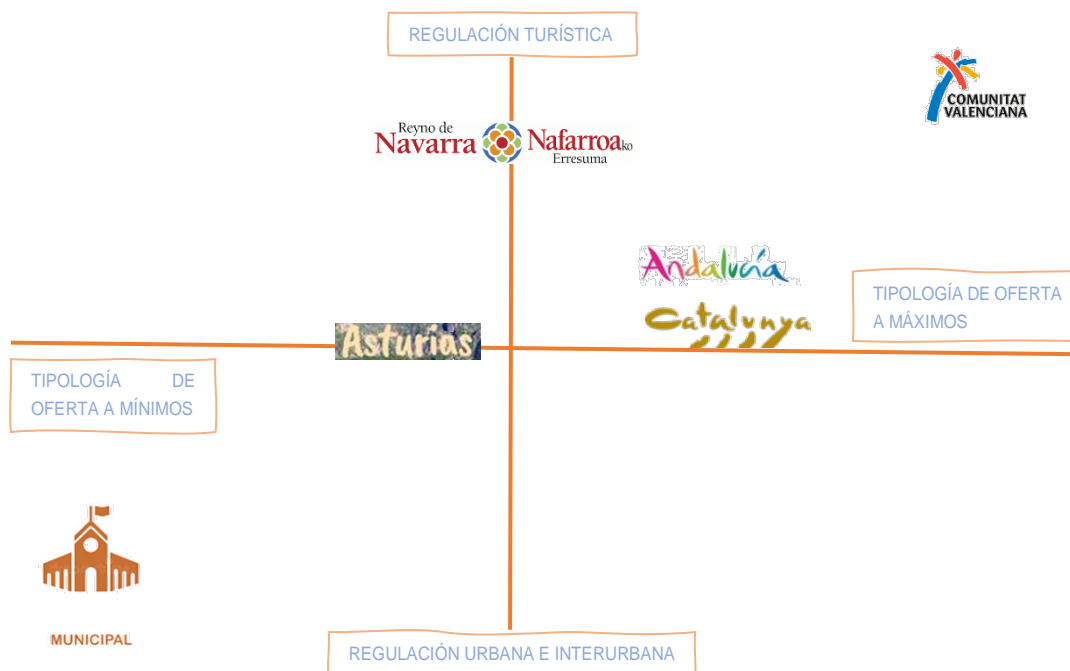 REGULACIÓN TURÍSTICA
COMUNITAT
VALENCIANA
Reyno de
Navarra
Nafarroako
Erresuma
Andalucía
TIPOLOGÍA DE OFERTA
A MÁXIMOS
Catalunya
Asturias
TIPOLOGÍA DE
OFERTA A MÍNIMOS
MUNICIPAL
REGULACIÓN URBANA E INTERURBANA